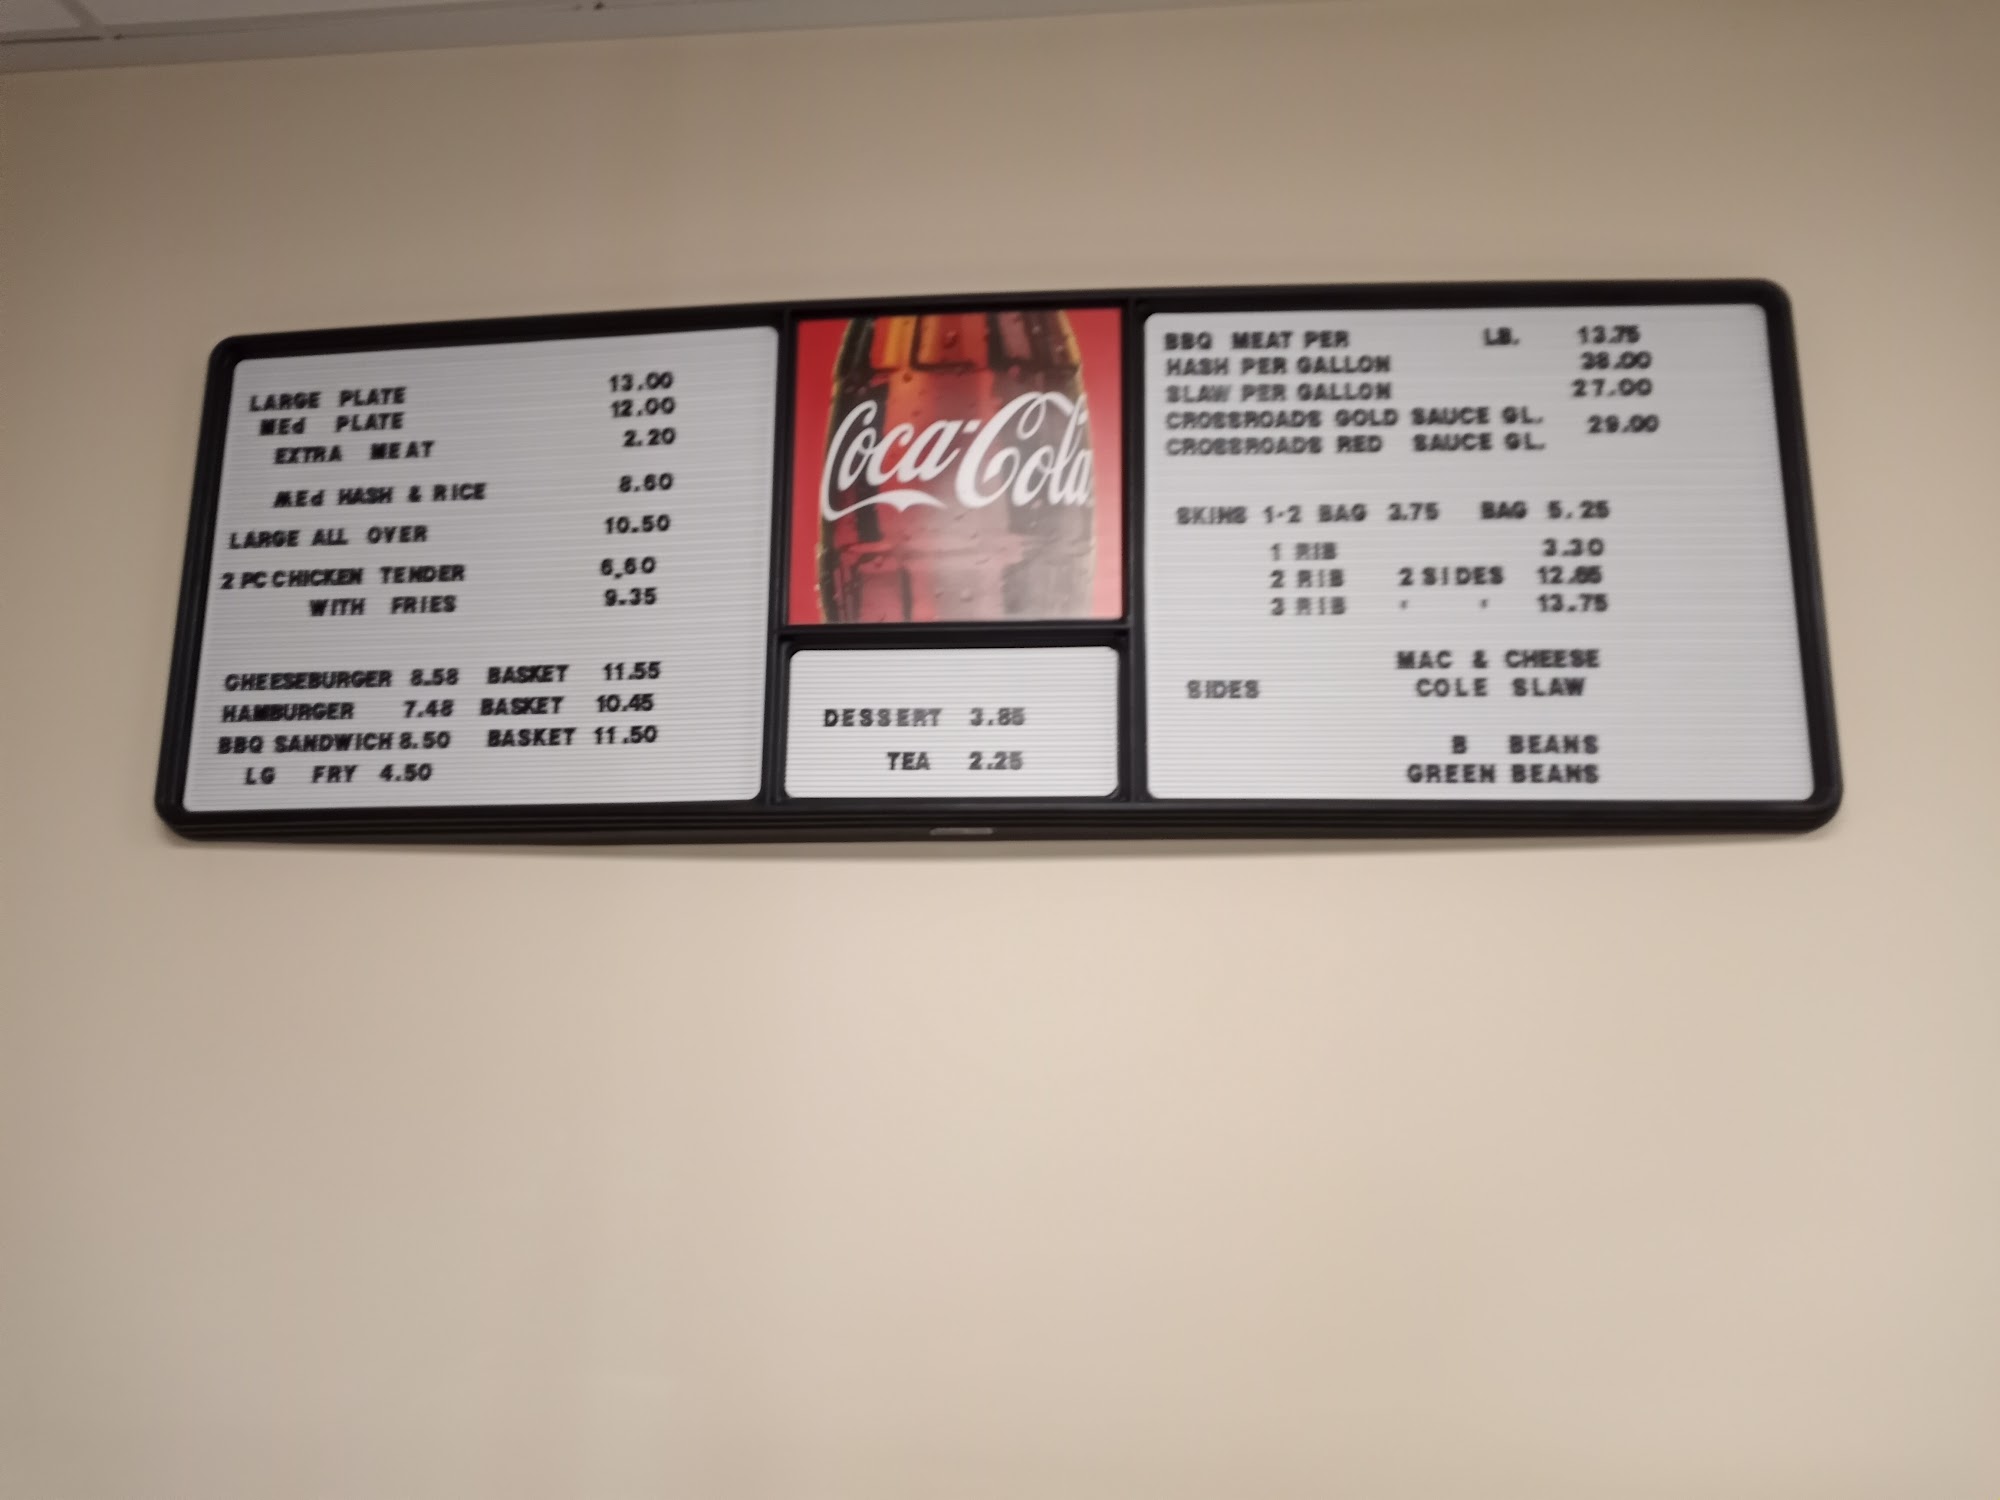 LARGE PLATE 13.00
MEd PLATE 12.00
EXTRA MEAT 2.20
MEd HASH & RICE 8.60
LARGE ALL OVER 10.50
2 PC CHICKEN TENDER 6.60
WITH FRIES 9.35
CHEESEBURGER 8.58 BASKET 11.55
HAMBURGER 7.48 BASKET 10.45
BBQ SANDWICH 8.50 BASKET 11.50
LG FRY 4.50
Coca-Cola
DESSERT 3.85
TEA 2.25
BBQ MEAT PER LB. 13.75
HASH PER GALLON 38.00
SLAW PER GALLON 27.00
CROSSROADS GOLD SAUCE GL.
29.00
CROSSROADS RED SAUCE GL.
SKINS 1-2 BAG 3.75 BAG 5.25
1 RIB 3.30
2 RIB 2 SIDES 12.65
3 RIB " " 13.75
MAC & CHEESE
SIDES COLE SLAW
B BEANS
GREEN BEANS